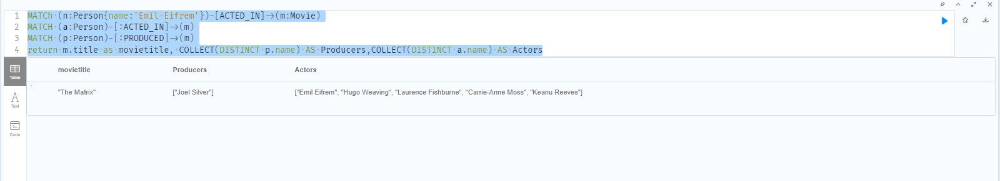 1 MATCh (n:Person{name:'Emil Eifrem'})-[ACTED_IN]->(m:Movie)
2 MATCH (a:Person)-[:ACTED_IN]->(m)
3 MATCH (p:Person)-[:PRODUCED]->(m)
4 return m.title as movietitle, COLLECT(DISTINCT p.name) AS Producers,COLLECT(DISTINCT a.name) AS Actors
Table
movietitle Producers Actors
1
"The Matrix" ["Joel Silver"] ["Emil Eifrem", "Hugo Weaving", "Laurence Fishburne", "Carrie-Anne Moss", "Keanu Reeves"]
A
Text
Code